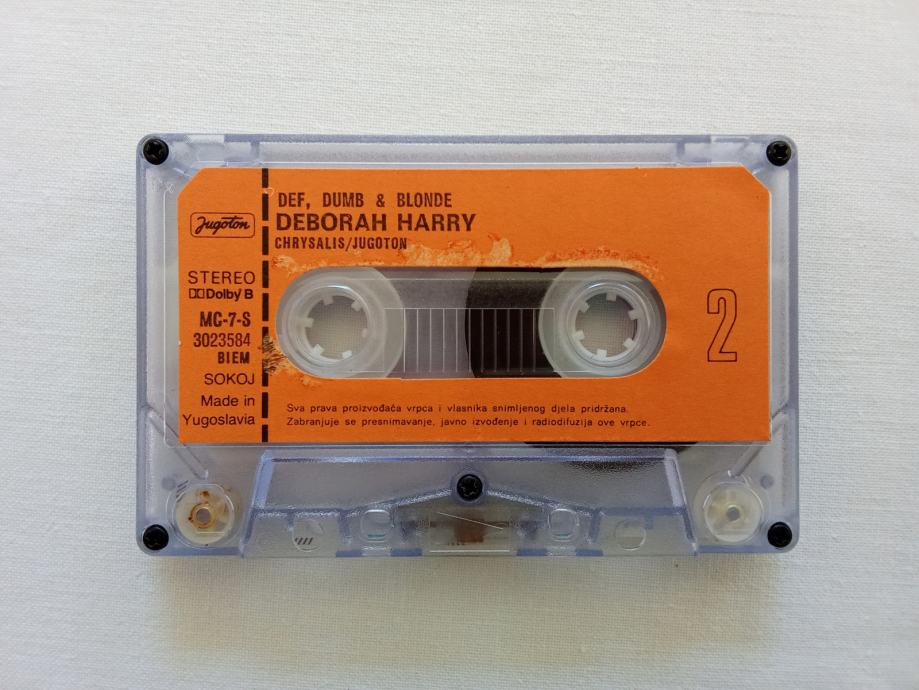 Jugoton
STEREO
Dolby B
MC-7-S
3023584
BIEM
SOKOJ
Made in
Yugoslavia
DEF, DUMB & BLONDE
DEBORAH HARRY
CHRYSALIS/JUGOTON
2
Sva prava proizvođača vrpca i vlasnika snimljenog djela pridržana.
Zabranjuje se presnimavanje, javno izvođenje i radiodifuzija ove vrpce.